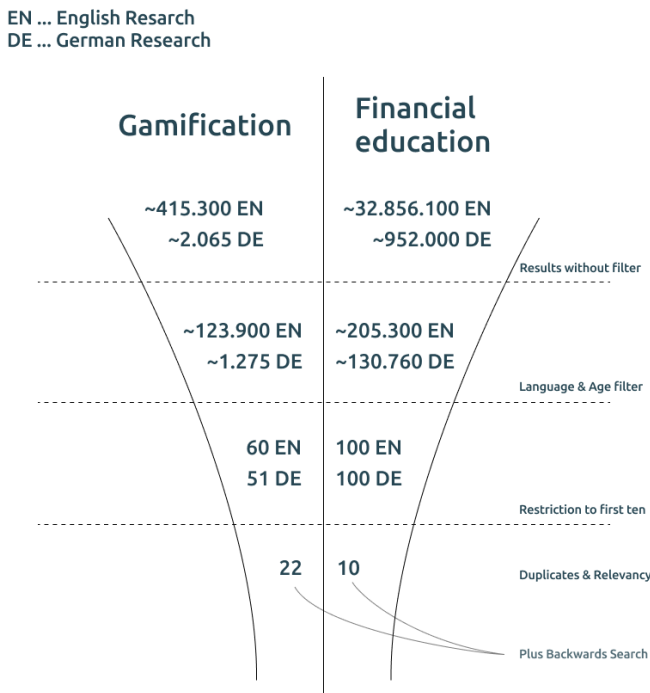 EN ... English Resarch
DE ... German Research
Gamification
Financial
education
~415.300 EN
~2.065 DE
~32.856.100 EN
~952.000 DE
Results without filter
~123.900 EN
~1.275 DE
~205.300 EN
~130.760 DE
Language & Age filter
60 EN
51 DE
100 EN
100 DE
Restriction to first ten
22
10
Duplicates & Relevancy
Plus Backwards Search